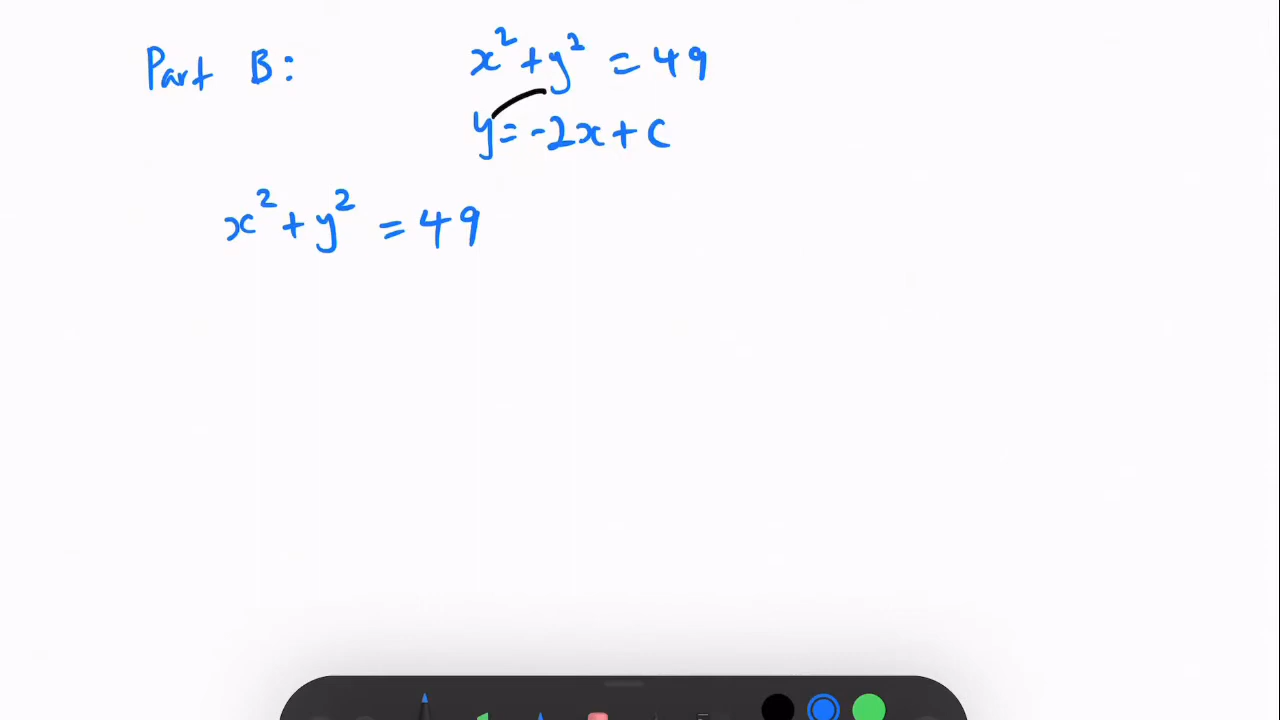 Part B: x² + y² = 49
y = -2x + c
x² + y² = 49